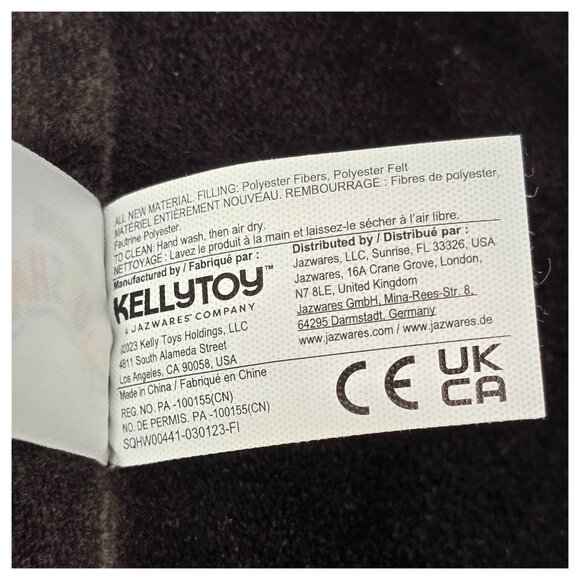 ALL NEW MATERIAL. FILLING: Polyester Fibers, Polyester Felt
MATÉRIEL ENTIÈREMENT NOUVEAU. REMBOURRAGE : Fibres de polyester,
Feutrine Polyester.
TO CLEAN: Hand wash, then air dry.
NETTOYAGE : Lavez le produit à la main et laissez-le sécher à l'air libre.
Manufactured by / Fabriqué par :
KELLYTOY™
A JAZWARES® COMPANY
©2023 Kelly Toys Holdings, LLC
4811 South Alameda Street
Los Angeles, CA 90058, USA
Made in China / Fabriqué en Chine
REG. NO. PA -100155(CN)
NO. DE PERMIS. PA -100155(CN)
SQHW00441-030123-FI
Distributed by / Distribué par :
Jazwares, LLC, Sunrise, FL 33326, USA
Jazwares, 16A Crane Grove, London,
N7 8LE, United Kingdom
Jazwares GmbH, Mina-Rees-Str. 8,
64295 Darmstadt, Germany
www.jazwares.com / www.jazwares.de
CE
UK
CA